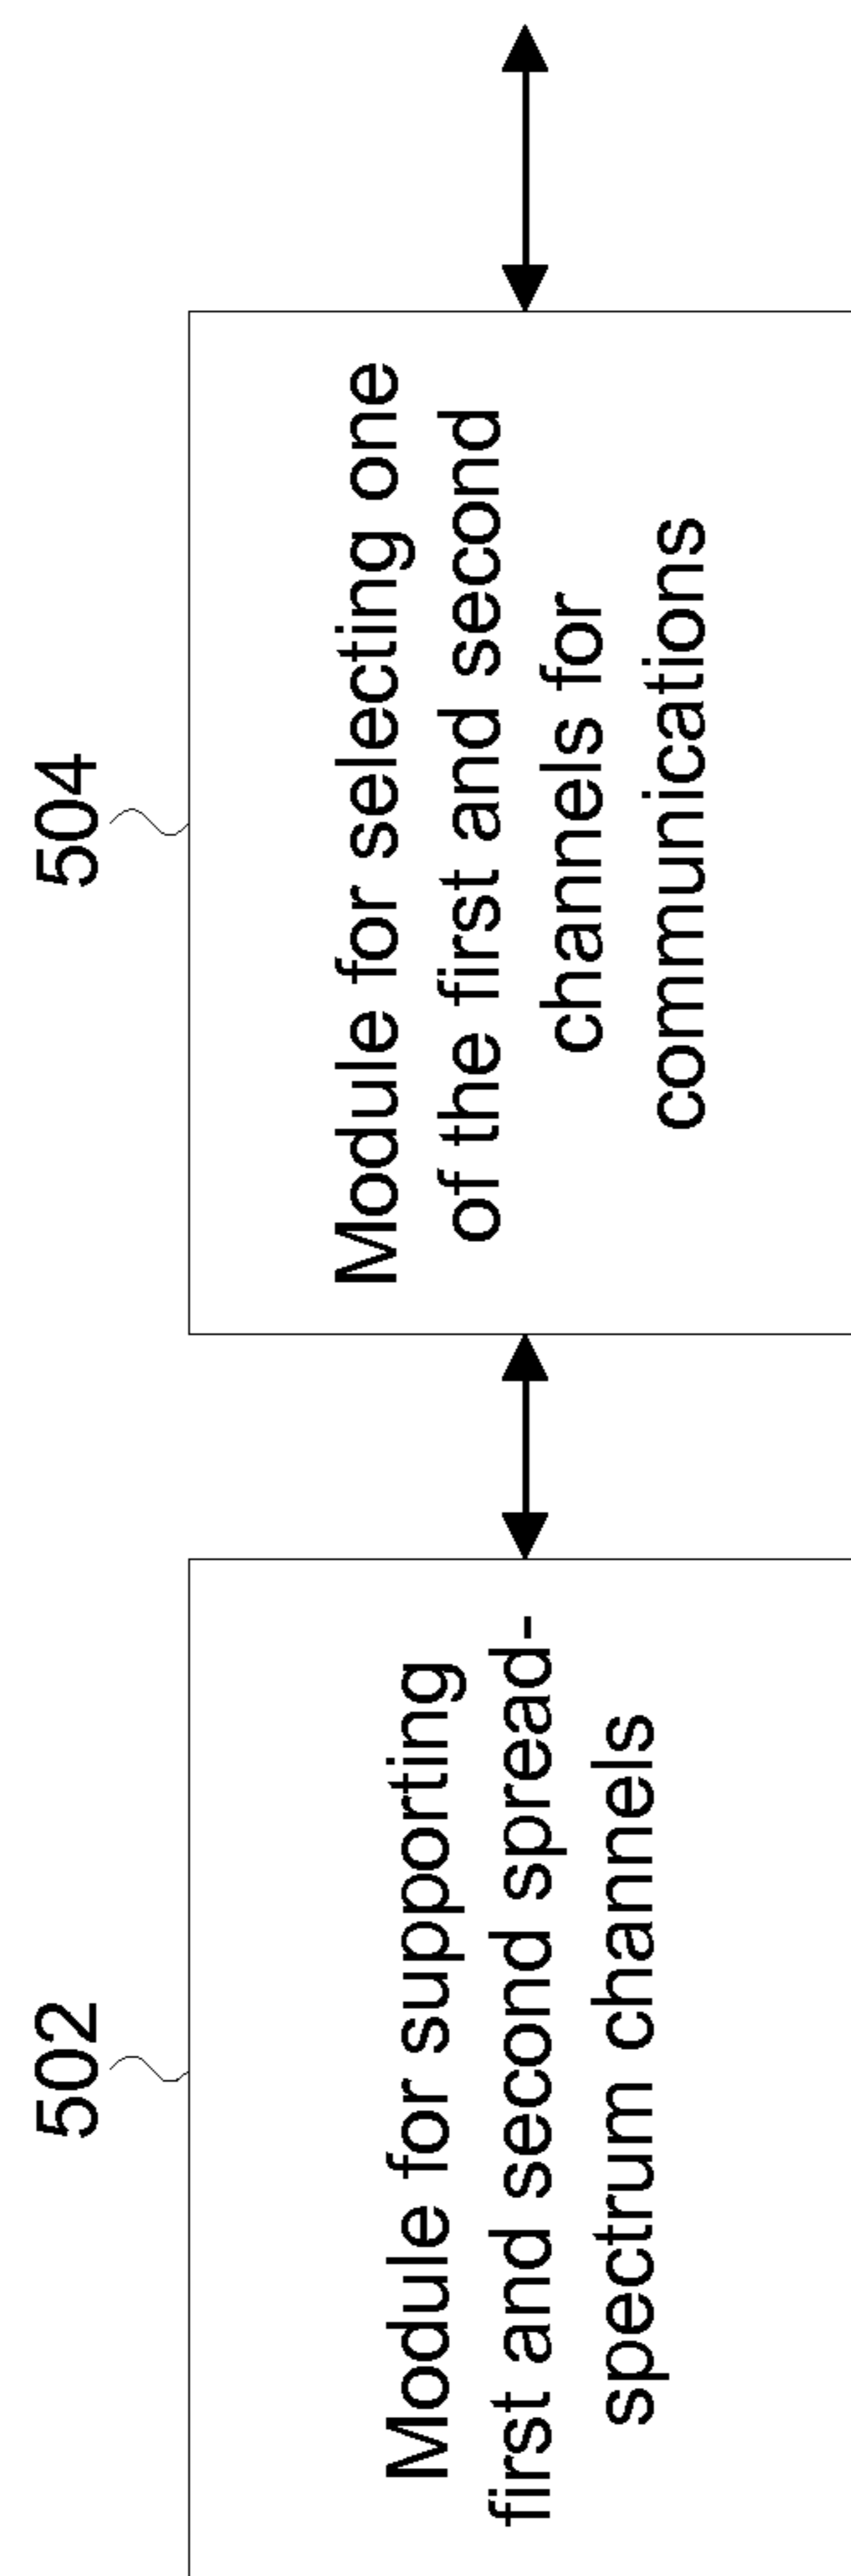 502
Module for supporting
first and second spread-
spectrum channels
504
Module for selecting one
of the first and second
channels for
communications